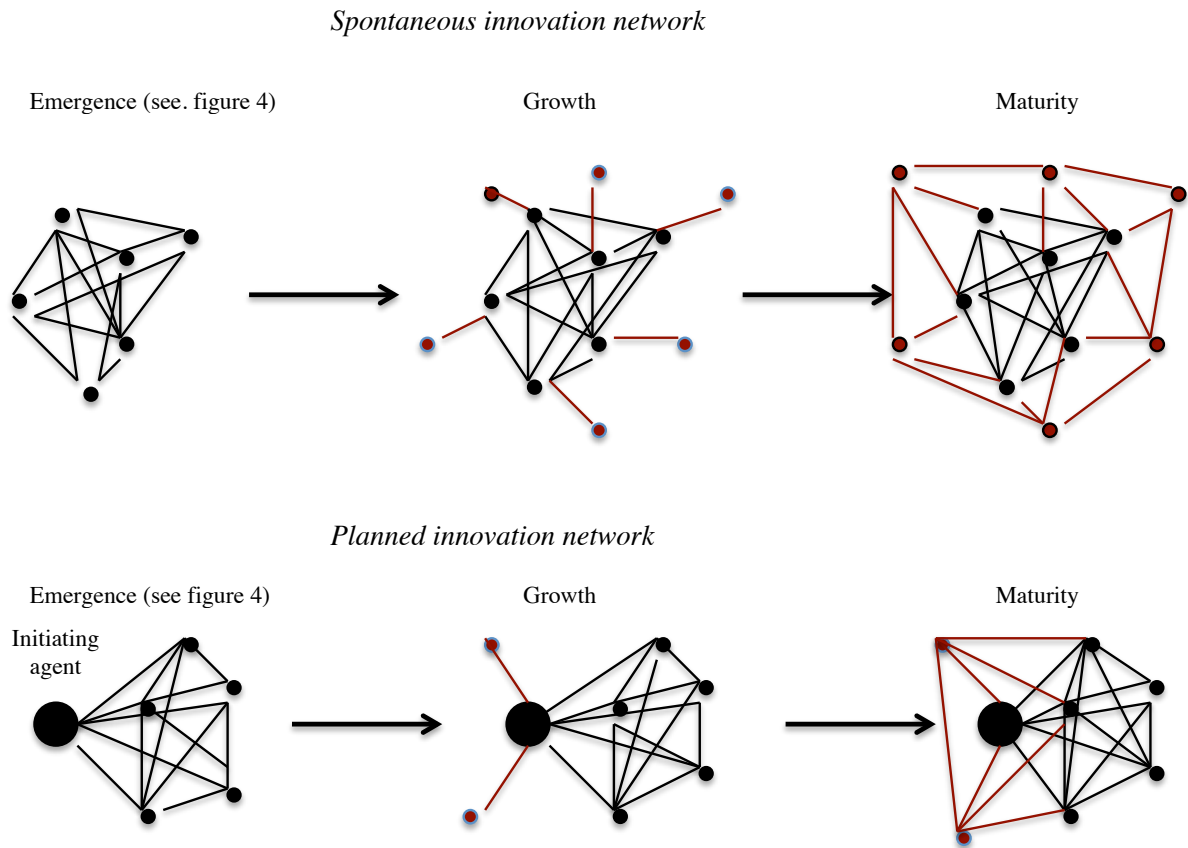 Spontaneous innovation network
Emergence (see. figure 4)
Growth
Maturity
Planned innovation network
Emergence (see figure 4)
Growth
Maturity
Initiating
agent